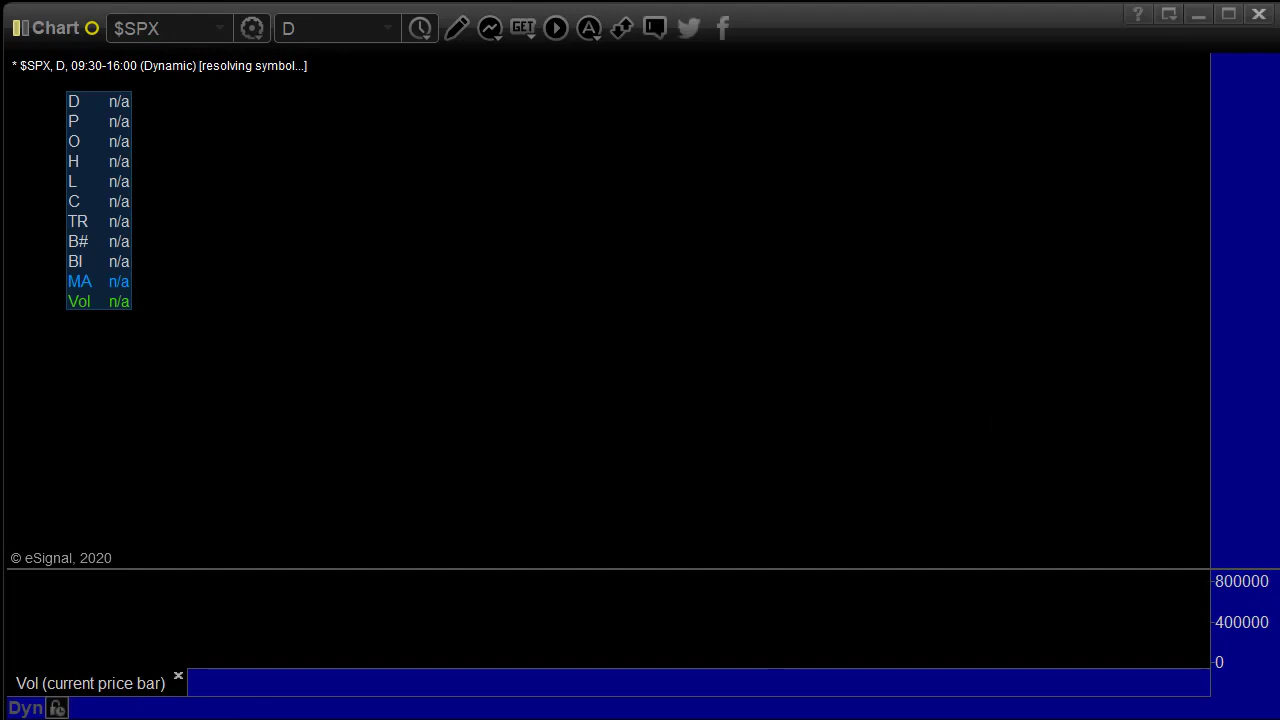 Chart $SPX D GET A ?
* $SPX, D, 09:30-16:00 (Dynamic) [resolving symbol...]
D n/a
P n/a
O n/a
H n/a
L n/a
C n/a
TR n/a
B# n/a
BI n/a
MA n/a
Vol n/a
© eSignal, 2020
800000
400000
0
Vol (current price bar)
Dyn